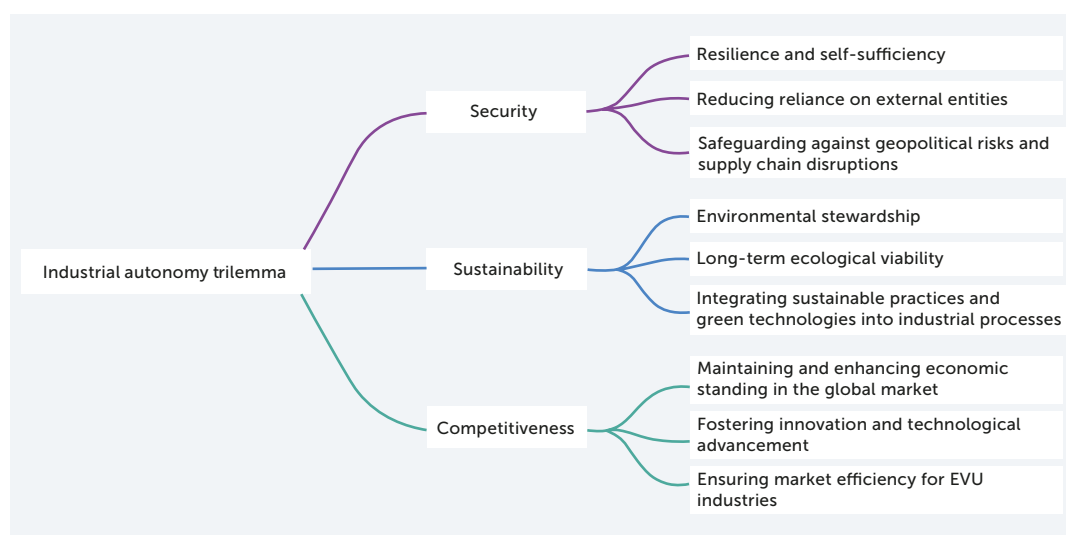 Industrial autonomy trilemma
Security
Resilience and self-sufficiency
Reducing reliance on external entities
Safeguarding against geopolitical risks and
supply chain disruptions
Sustainability
Environmental stewardship
Long-term ecological viability
Integrating sustainable practices and
green technologies into industrial processes
Competitiveness
Maintaining and enhancing economic
standing in the global market
Fostering innovation and technological
advancement
Ensuring market efficiency for EVU
industries